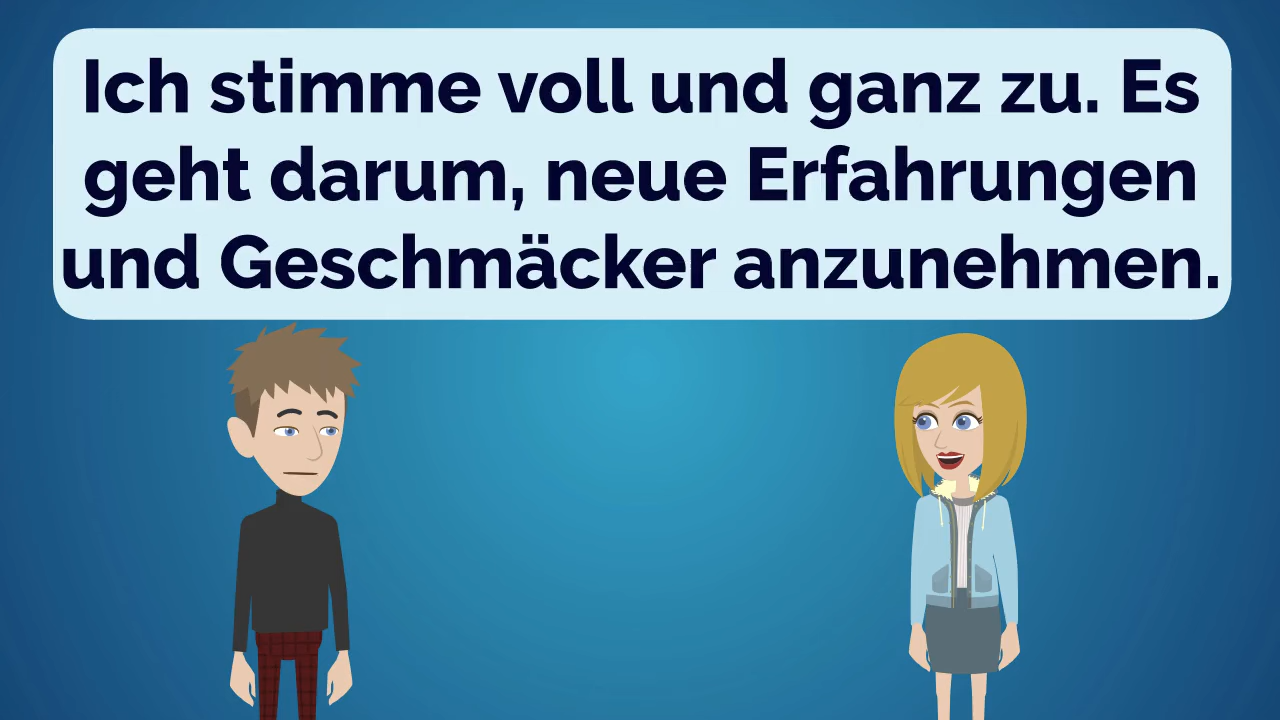 Ich stimme voll und ganz zu. Es
geht darum, neue Erfahrungen
und Geschmäcker anzunehmen.